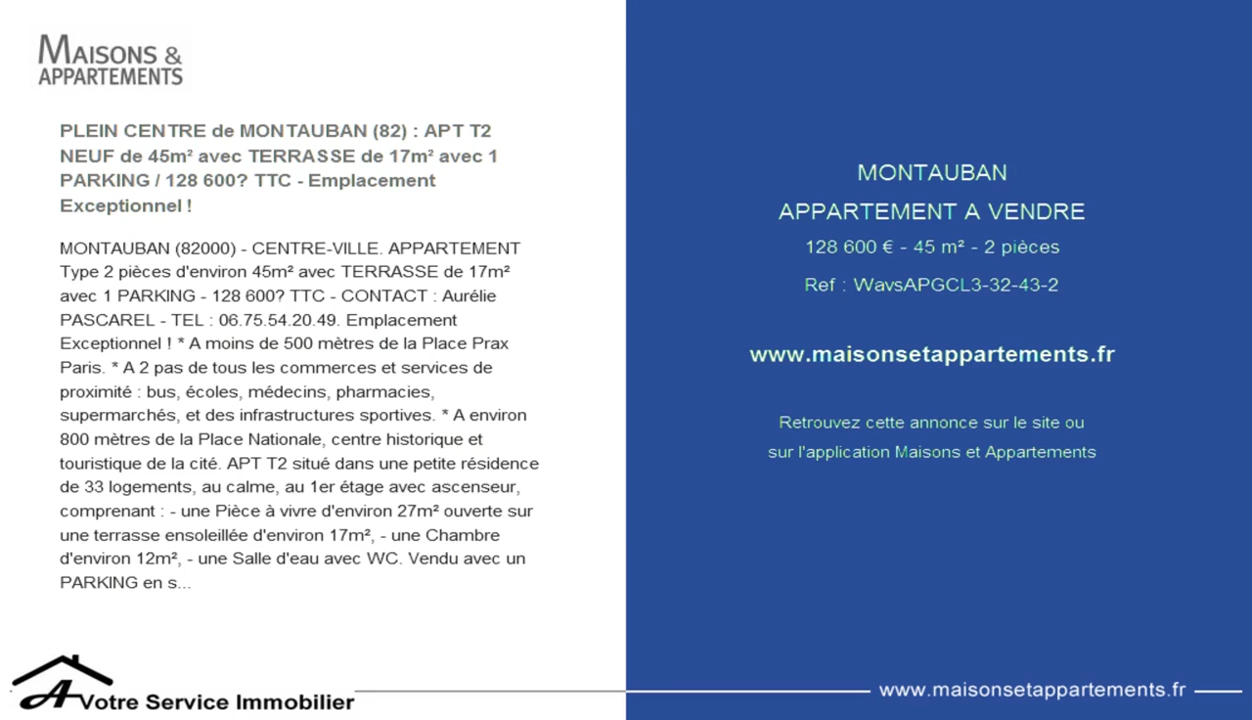 MAISONS &
APPARTEMENTS
PLEIN CENTRE de MONTAUBAN (82) : APT T2
NEUF de 45m² avec TERRASSE de 17m² avec 1
PARKING / 128 600? TTC - Emplacement
Exceptionnel !
MONTAUBAN (82000) - CENTRE-VILLE. APPARTEMENT
Type 2 pièces d'environ 45m² avec TERRASSE de 17m²
avec 1 PARKING - 128 600? TTC - CONTACT : Aurélie
PASCAREL - TEL : 06.75.54.20.49. Emplacement
Exceptionnel ! * A moins de 500 mètres de la Place Prax
Paris. * A 2 pas de tous les commerces et services de
proximité : bus, écoles, médecins, pharmacies,
supermarchés, et des infrastructures sportives. * A environ
800 mètres de la Place Nationale, centre historique et
touristique de la cité. APT T2 situé dans une petite résidence
de 33 logements, au calme, au 1er étage avec ascenseur,
comprenant : - une Pièce à vivre d'environ 27m² ouverte sur
une terrasse ensoleillée d'environ 17m², - une Chambre
d'environ 12m², - une Salle d'eau avec WC. Vendu avec un
PARKING en s...
A Votre Service Immobilier
MONTAUBAN
APPARTEMENT A VENDRE
128 600 € - 45 m² - 2 pièces
Ref : WavsAPGCL3-32-43-2
www.maisonsetappartements.fr
Retrouvez cette annonce sur le site ou
sur l'application Maisons et Appartements
www.maisonsetappartements.fr